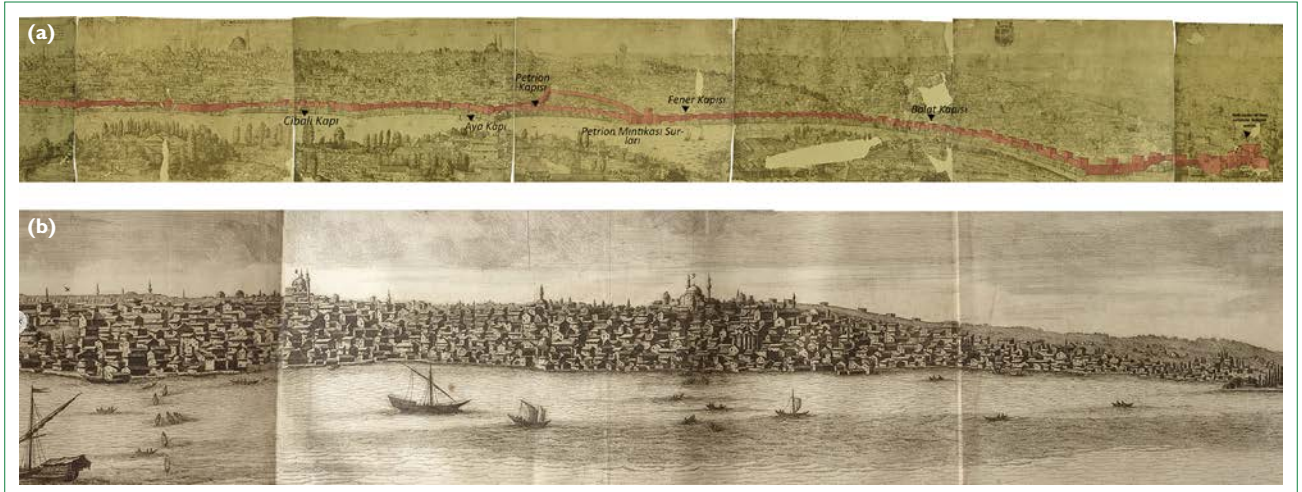 (a)
Cibali Kapı
Aya Kapı
Petrion
Kapısı
Petrion Mıntıkası Sur-
ları
Fener Kapısı
Balat Kapısı
(b)